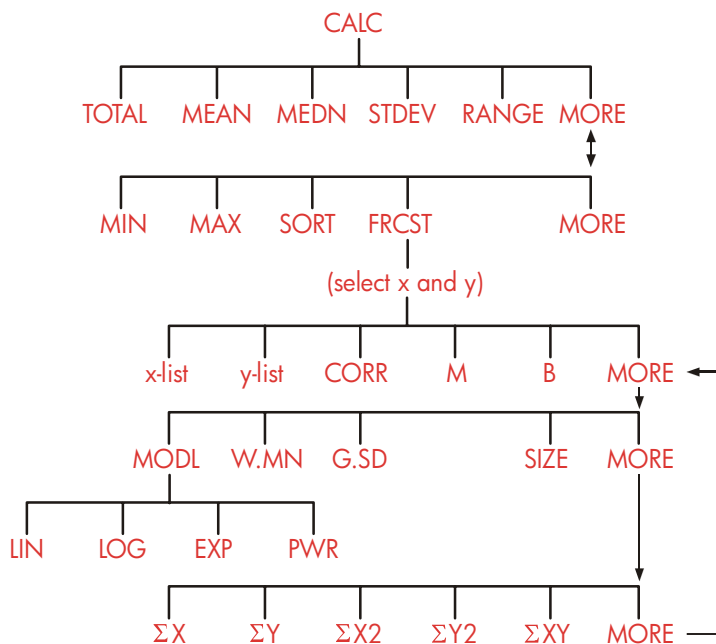 CALC
TOTAL MEAN MEDN STDEV RANGE MORE
MIN MAX SORT FRCST MORE
(select x and y)
x-list y-list CORR M B MORE
MODL W.MN G.SD SIZE MORE
LIN LOG EXP PWR
ΣX ΣY ΣX2 ΣY2 ΣXY MORE